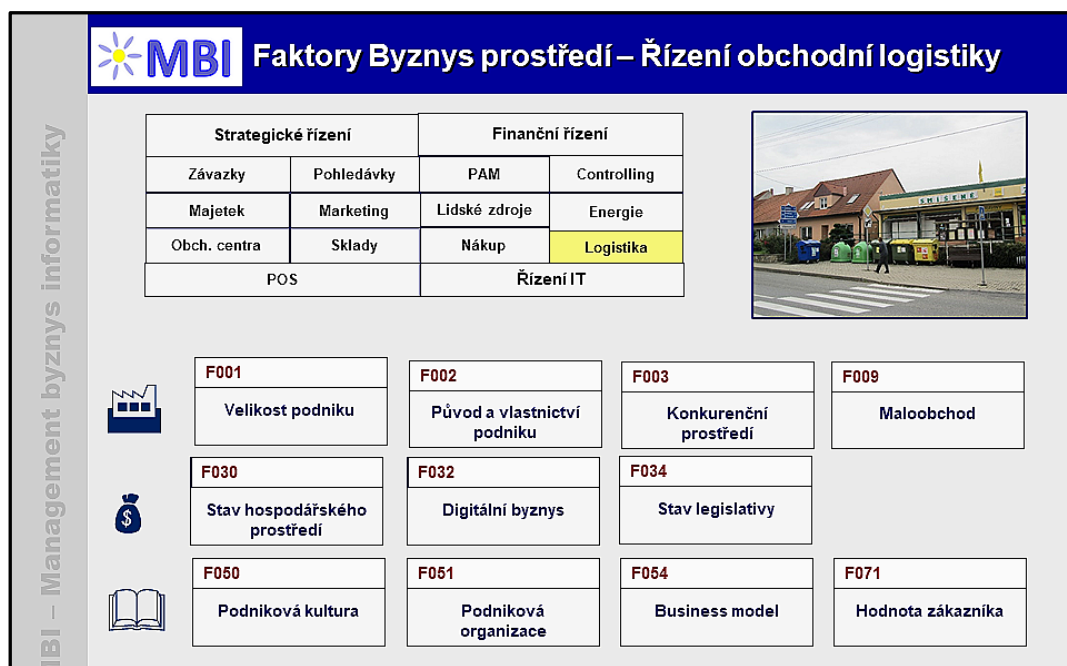 MBI
Faktory Byznys prostředí – Řízení obchodní logistiky
Strategické řízení
Finanční řízení
Závazky
Pohledávky
PAM
Controlling
Majetek
Marketing
Lidské zdroje
Energie
Obch. centra
Sklady
Nákup
Logistika
POS
Řízení IT
SMÍŠENÉ
F001
Velikost podniku
F002
Původ a vlastnictví
podniku
F003
Konkurenční
prostředí
F009
Maloobchod
F030
Stav hospodářského
prostředí
F032
Digitální byznys
F034
Stav legislativy
F050
Podniková kultura
F051
Podniková
organizace
F054
Business model
F071
Hodnota zákazníka
$
MBI – Management byznys informatiky